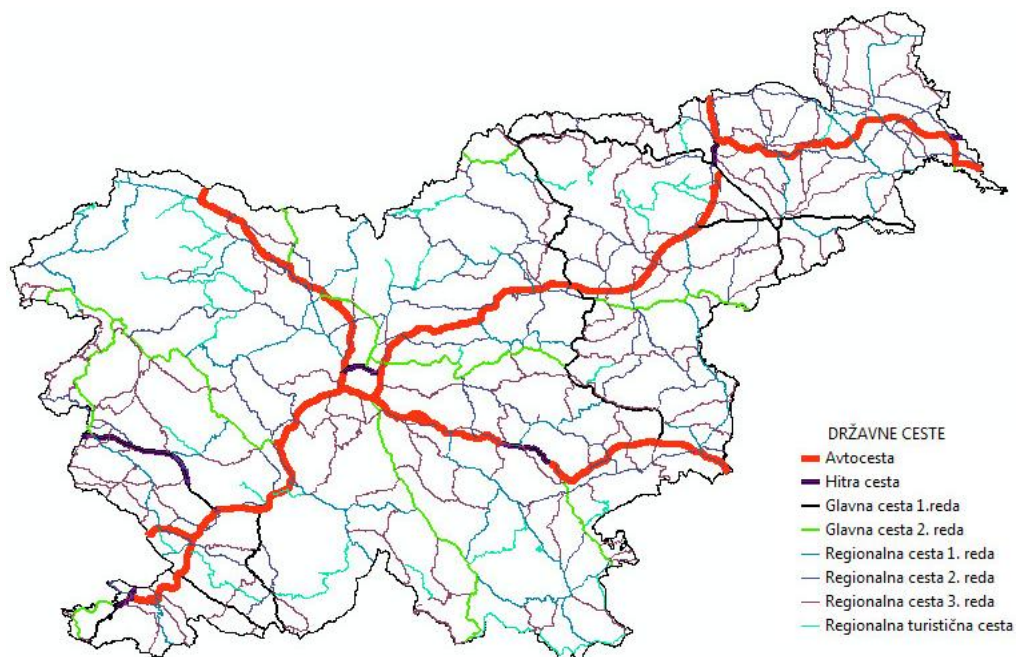 DRŽAVNE CESTE
Avtocesta
Hitra cesta
Glavna cesta 1.reda
Glavna cesta 2. reda
Regionalna cesta 1. reda
Regionalna cesta 2. reda
Regionalna cesta 3. reda
Regionalna turistična cesta